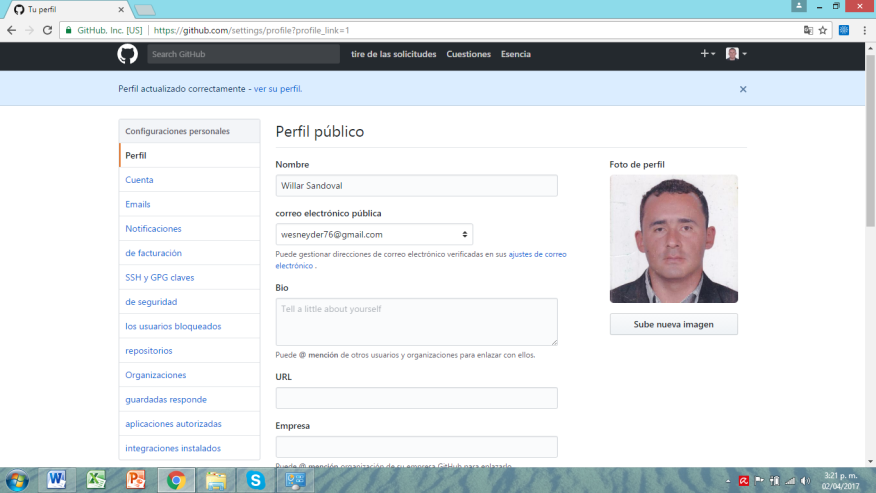 Tu perfil
GitHub, Inc. [US] | https://github.com/settings/profile?profile_link=1
Search GitHub
tire de las solicitudes Cuestiones Esencia
Perfil actualizado correctamente - ver su perfil.
Configuraciones personales
Perfil
Cuenta
Emails
Notificaciones
de facturación
SSH y GPG claves
de seguridad
los usuarios bloqueados
repositorios
Organizaciones
guardadas responde
aplicaciones autorizadas
integraciones instalados
Perfil público
Nombre
Willar Sandoval
correo electrónico pública
wesneyder76@gmail.com
Puede gestionar direcciones de correo electrónico verificadas en sus ajustes de correo
electrónico .
Bio
Tell a little about yourself
Puede @ mención de otros usuarios y organizaciones para enlazar con ellos.
URL
Empresa
Puede @ mención organización de su empresa GitHub para enlazarlo.
Foto de perfil
Sube nueva imagen
3:21 p. m.
02/04/2017